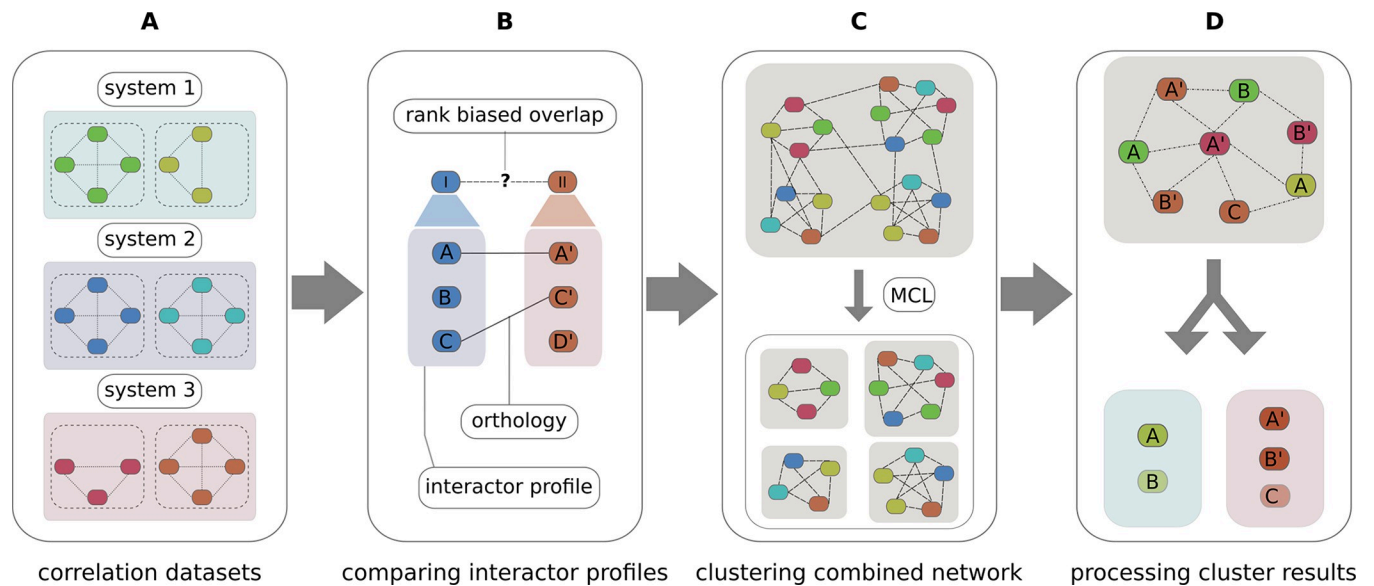 A
system 1
system 2
system 3
correlation datasets
B
rank biased overlap
I ? II
A A'
B C'
C D'
orthology
interactor profile
comparing interactor profiles
C
MCL
clustering combined network
D
A' B
B'
A A'
A
B' C
A
B
A'
B'
C
processing cluster results